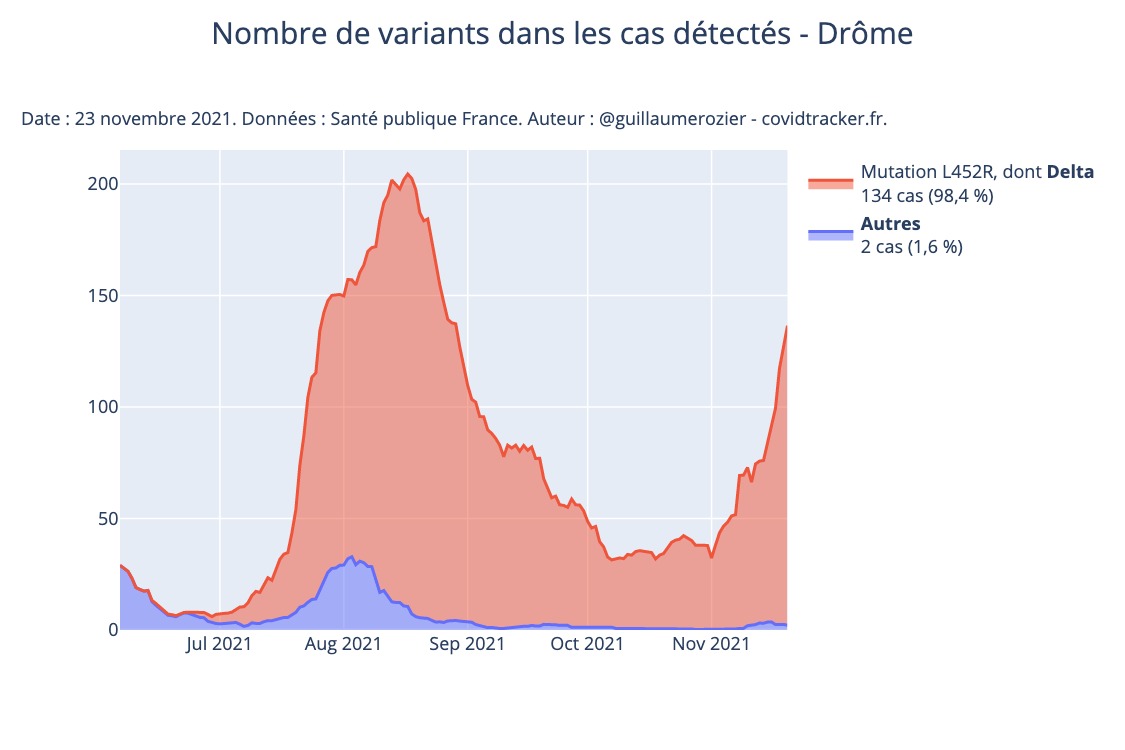 Nombre de variants dans les cas détectés - Drôme
Date : 23 novembre 2021. Données : Santé publique France. Auteur : @guillaumerozier - covidtracker.fr.
Mutation L452R, dont Delta
134 cas (98,4 %)
Autres
2 cas (1,6 %)
200
150
100
50
0
Jul 2021
Aug 2021
Sep 2021
Oct 2021
Nov 2021